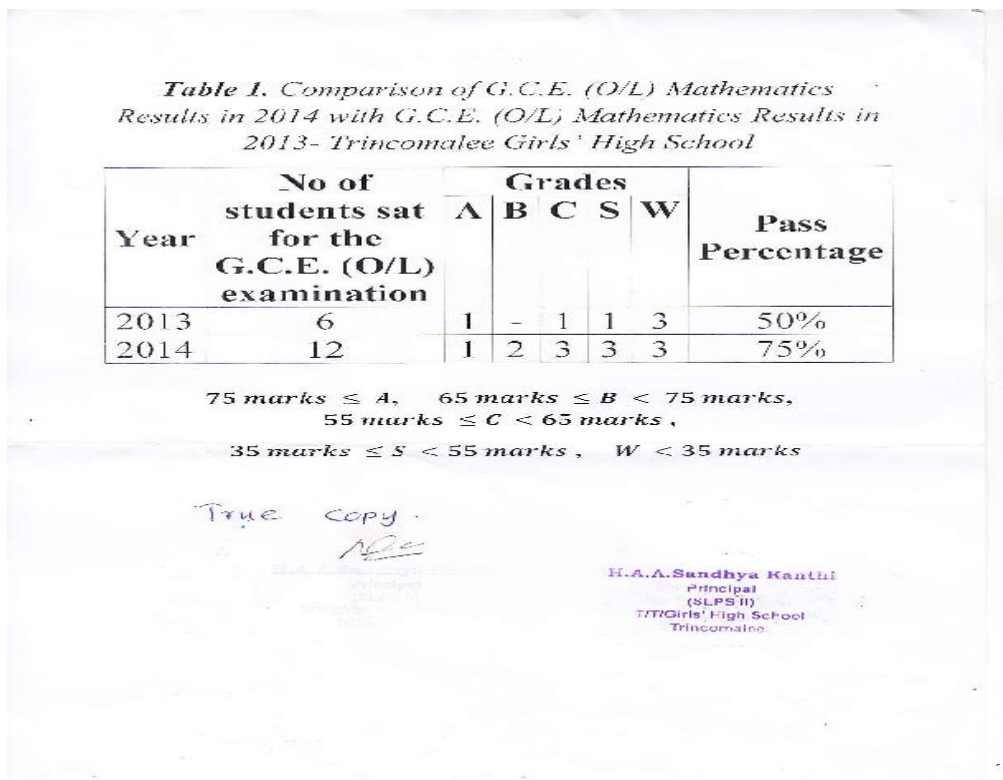 Table 1. Comparison of G.C.E. (O/L) Mathematics
Results in 2014 with G.C.E. (O/L) Mathematics Results in
2013- Trincomalee Girls' High School
Year No of students sat for the G.C.E. (O/L) examination Grades Pass Percentage
A B C S W
2013 6 1 - 1 1 3 50%
2014 12 1 2 3 3 3 75%
75 marks ≤ A, 65 marks ≤ B < 75 marks,
55 marks ≤ C < 65 marks ,
35 marks ≤ S < 55 marks , W < 35 marks
True copy.
H.A.A.Sandhya Kanthi
Principal
(SLPS II)
T/T/Girls' High School
Trincomalee.